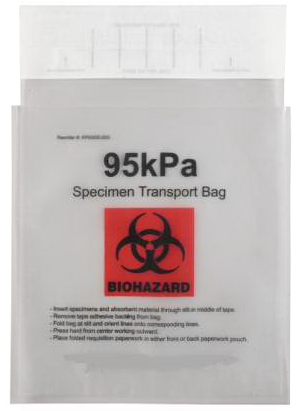 Reorder #:
95kPa
Specimen Transport Bag
BIOHAZARD
- Insert specimens and absorbent material through slit in middle of tape.
- Remove tape adhesive backing from bag.
- Fold bag at slit and orient liners onto corresponding lines.
- Press hard from center working outward.
- Place folded requisition paperwork in either front or back paperwork pouch.